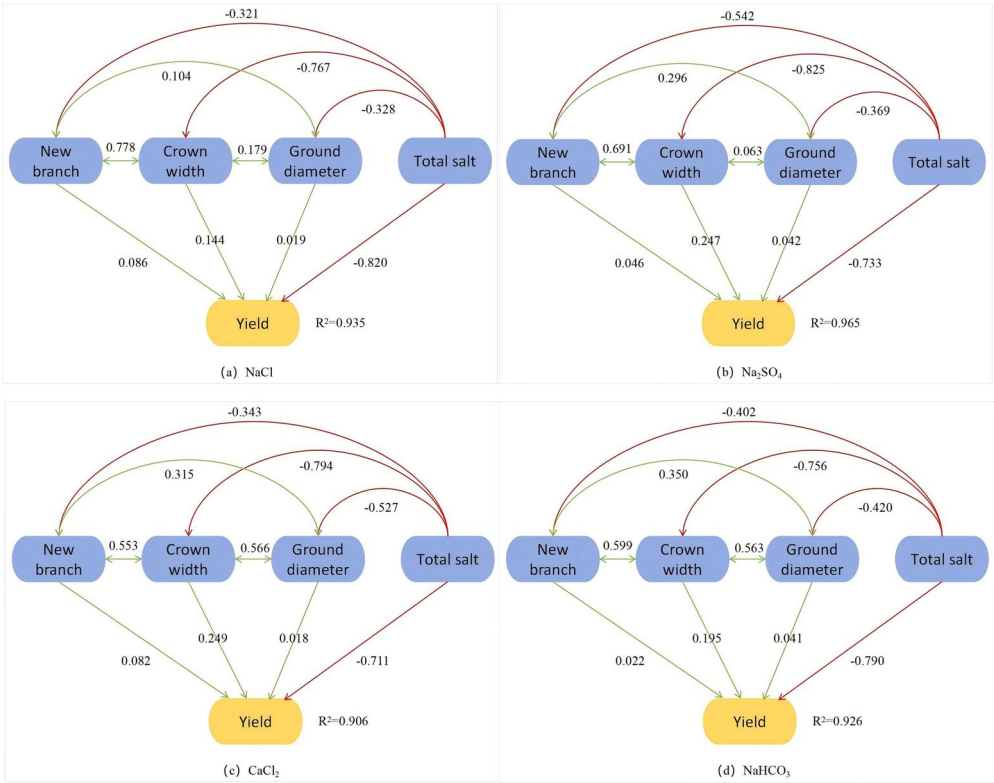 -0.321
0.104
-0.767
-0.328
New
branch
0.778
Crown
width
0.179
Ground
diameter
Total salt
0.086
0.144
0.019
-0.820
Yield
R²=0.935
(a) NaCl
-0.542
0.296
-0.825
-0.369
New
branch
0.691
Crown
width
0.063
Ground
diameter
Total salt
0.046
0.247
0.042
-0.733
Yield
R²=0.965
(b) Na₂SO₄
-0.343
0.315
-0.794
-0.527
New
branch
0.553
Crown
width
0.566
Ground
diameter
Total salt
0.082
0.249
0.018
-0.711
Yield
R²=0.906
(c) CaCl₂
-0.402
0.350
-0.756
-0.420
New
branch
0.599
Crown
width
0.563
Ground
diameter
Total salt
0.022
0.195
0.041
-0.790
Yield
R²=0.926
(d) NaHCO₃